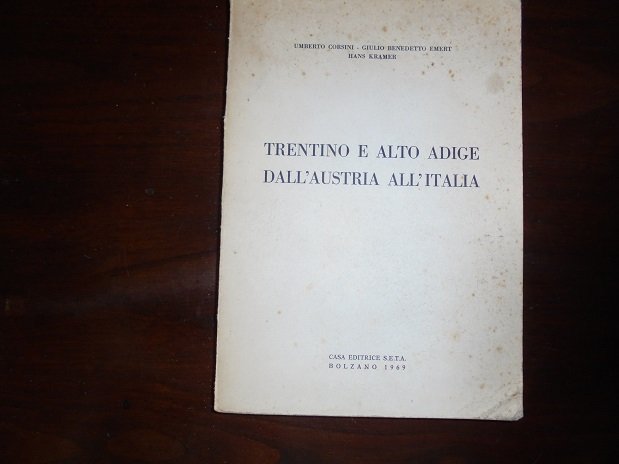 UMBERTO CORSINI - GIULIO BENEDETTO EMERT
HANS KRAMER
TRENTINO E ALTO ADIGE
DALL'AUSTRIA ALL'ITALIA
CASA EDITRICE S.E.T.A.
BOLZANO 1969